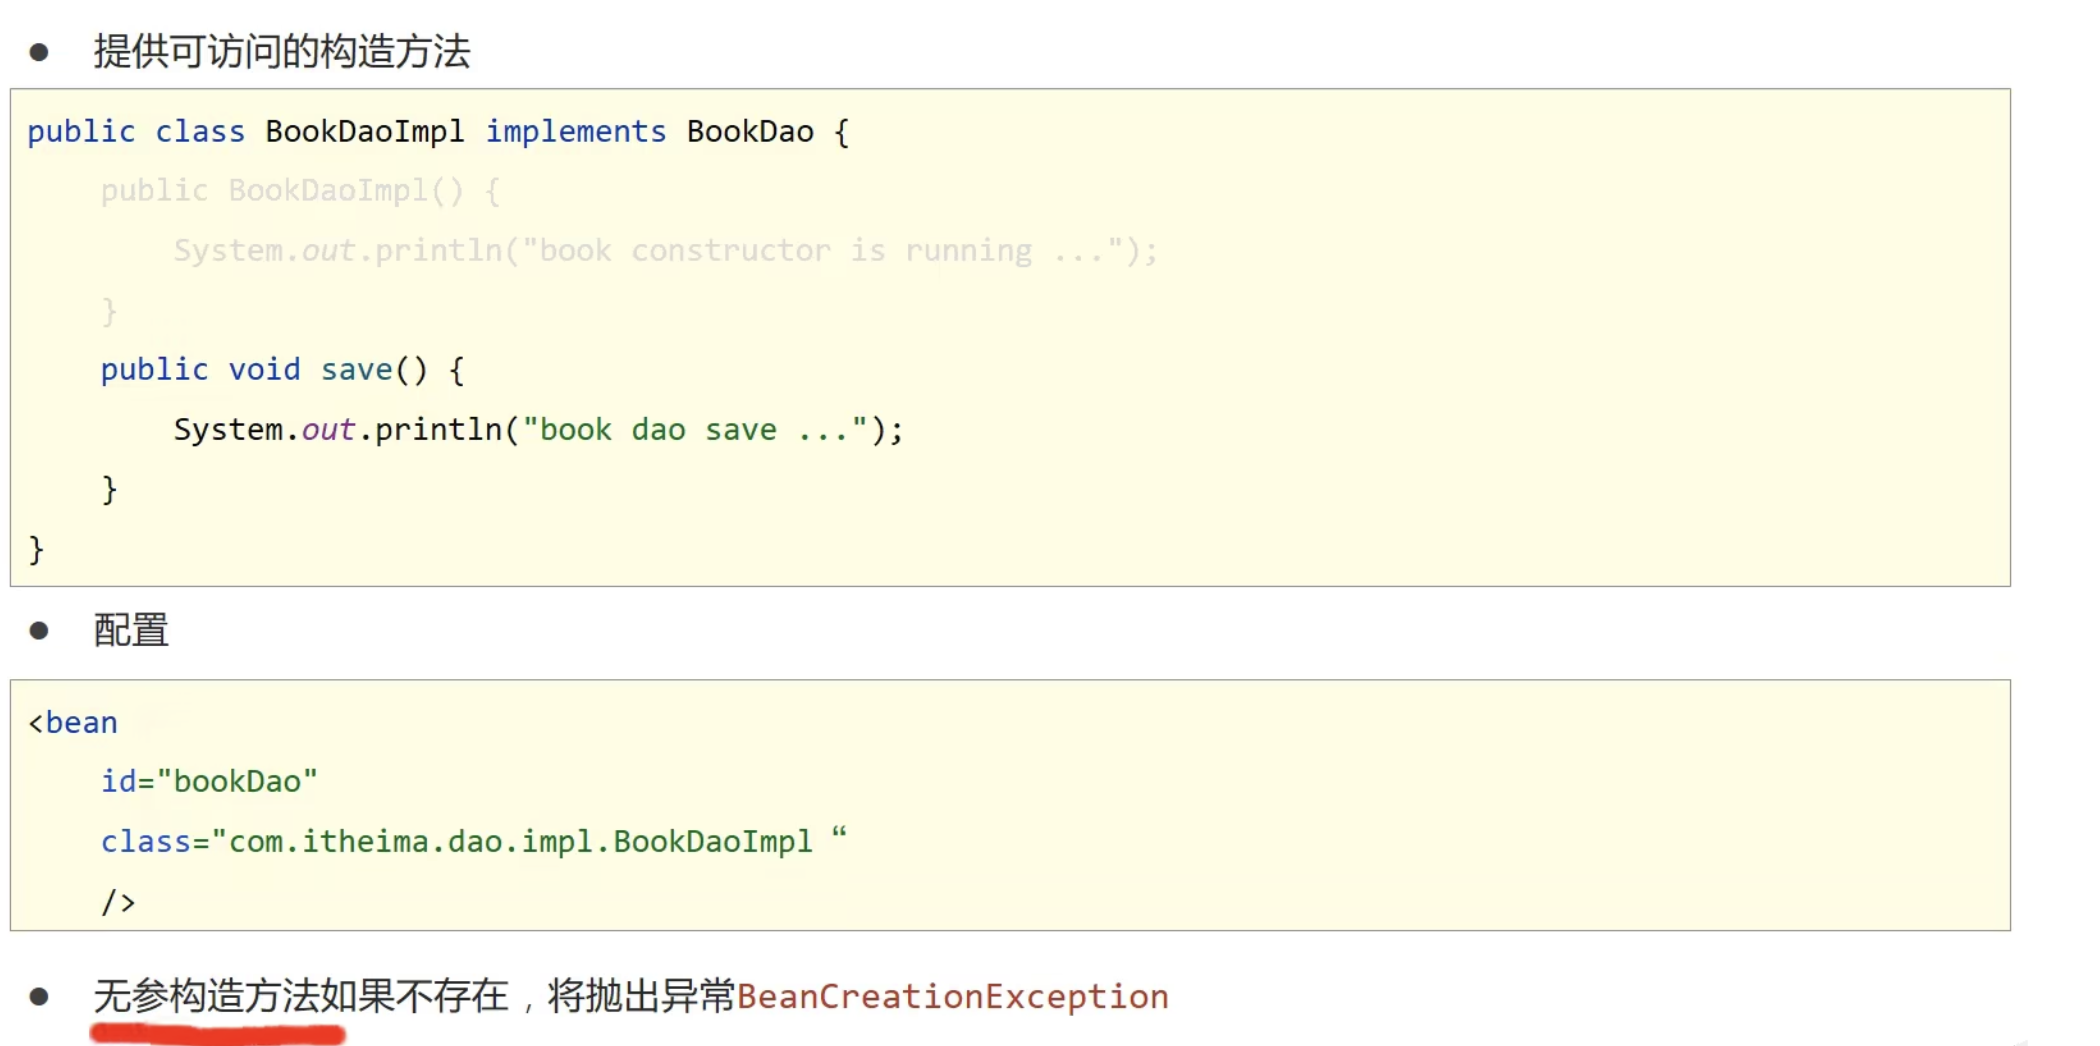 ● 提供可访问的构造方法
public class BookDaoImpl implements BookDao {
    public BookDaoImpl() {
        System.out.println("book constructor is running ...");
    }
    public void save() {
        System.out.println("book dao save ...");
    }
}
● 配置
<bean
    id="bookDao"
    class="com.itheima.dao.impl.BookDaoImpl “
    />
● 无参构造方法如果不存在，将抛出异常BeanCreationException